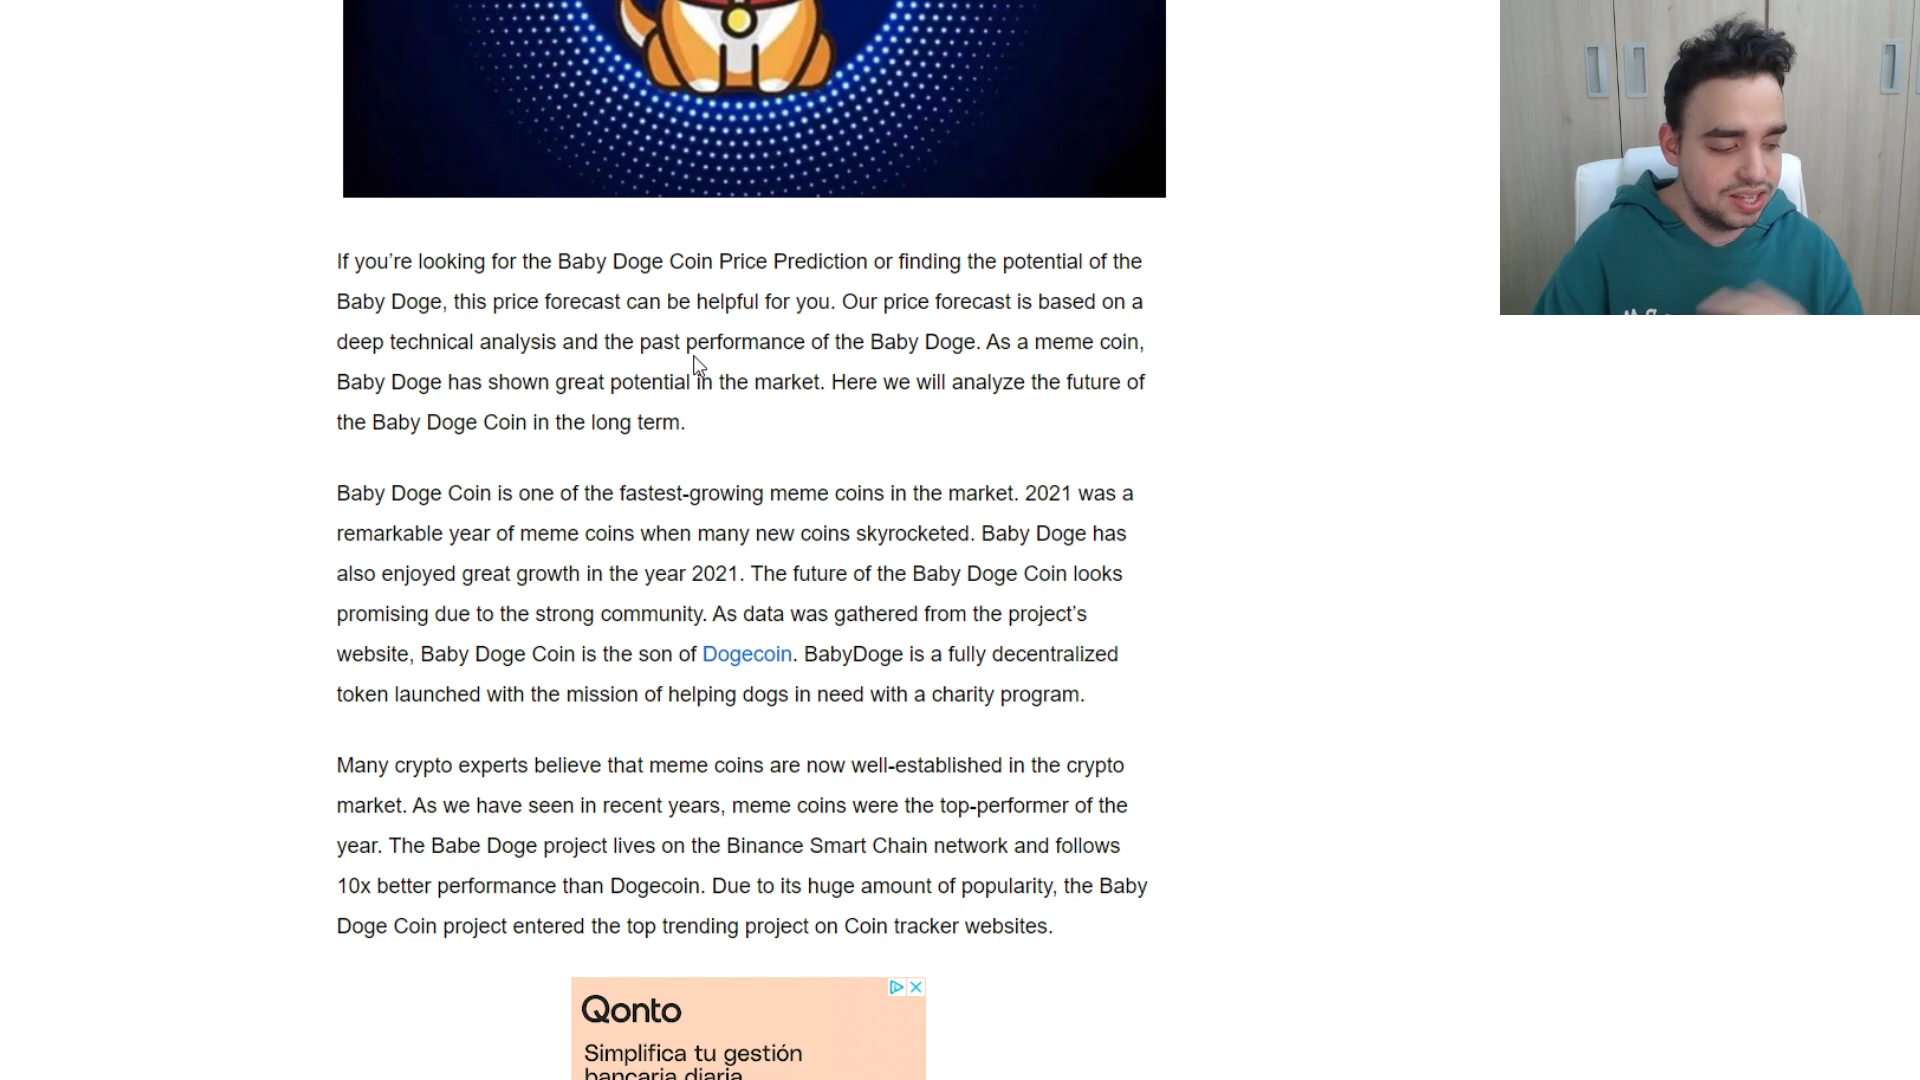 If you’re looking for the Baby Doge Coin Price Prediction or finding the potential of the
Baby Doge, this price forecast can be helpful for you. Our price forecast is based on a
deep technical analysis and the past performance of the Baby Doge. As a meme coin,
Baby Doge has shown great potential in the market. Here we will analyze the future of
the Baby Doge Coin in the long term.
Baby Doge Coin is one of the fastest-growing meme coins in the market. 2021 was a
remarkable year of meme coins when many new coins skyrocketed. Baby Doge has
also enjoyed great growth in the year 2021. The future of the Baby Doge Coin looks
promising due to the strong community. As data was gathered from the project’s
website, Baby Doge Coin is the son of Dogecoin. BabyDoge is a fully decentralized
token launched with the mission of helping dogs in need with a charity program.
Many crypto experts believe that meme coins are now well-established in the crypto
market. As we have seen in recent years, meme coins were the top-performer of the
year. The Babe Doge project lives on the Binance Smart Chain network and follows
10x better performance than Dogecoin. Due to its huge amount of popularity, the Baby
Doge Coin project entered the top trending project on Coin tracker websites.
Qonto
Simplifica tu gestión
bancaria diaria